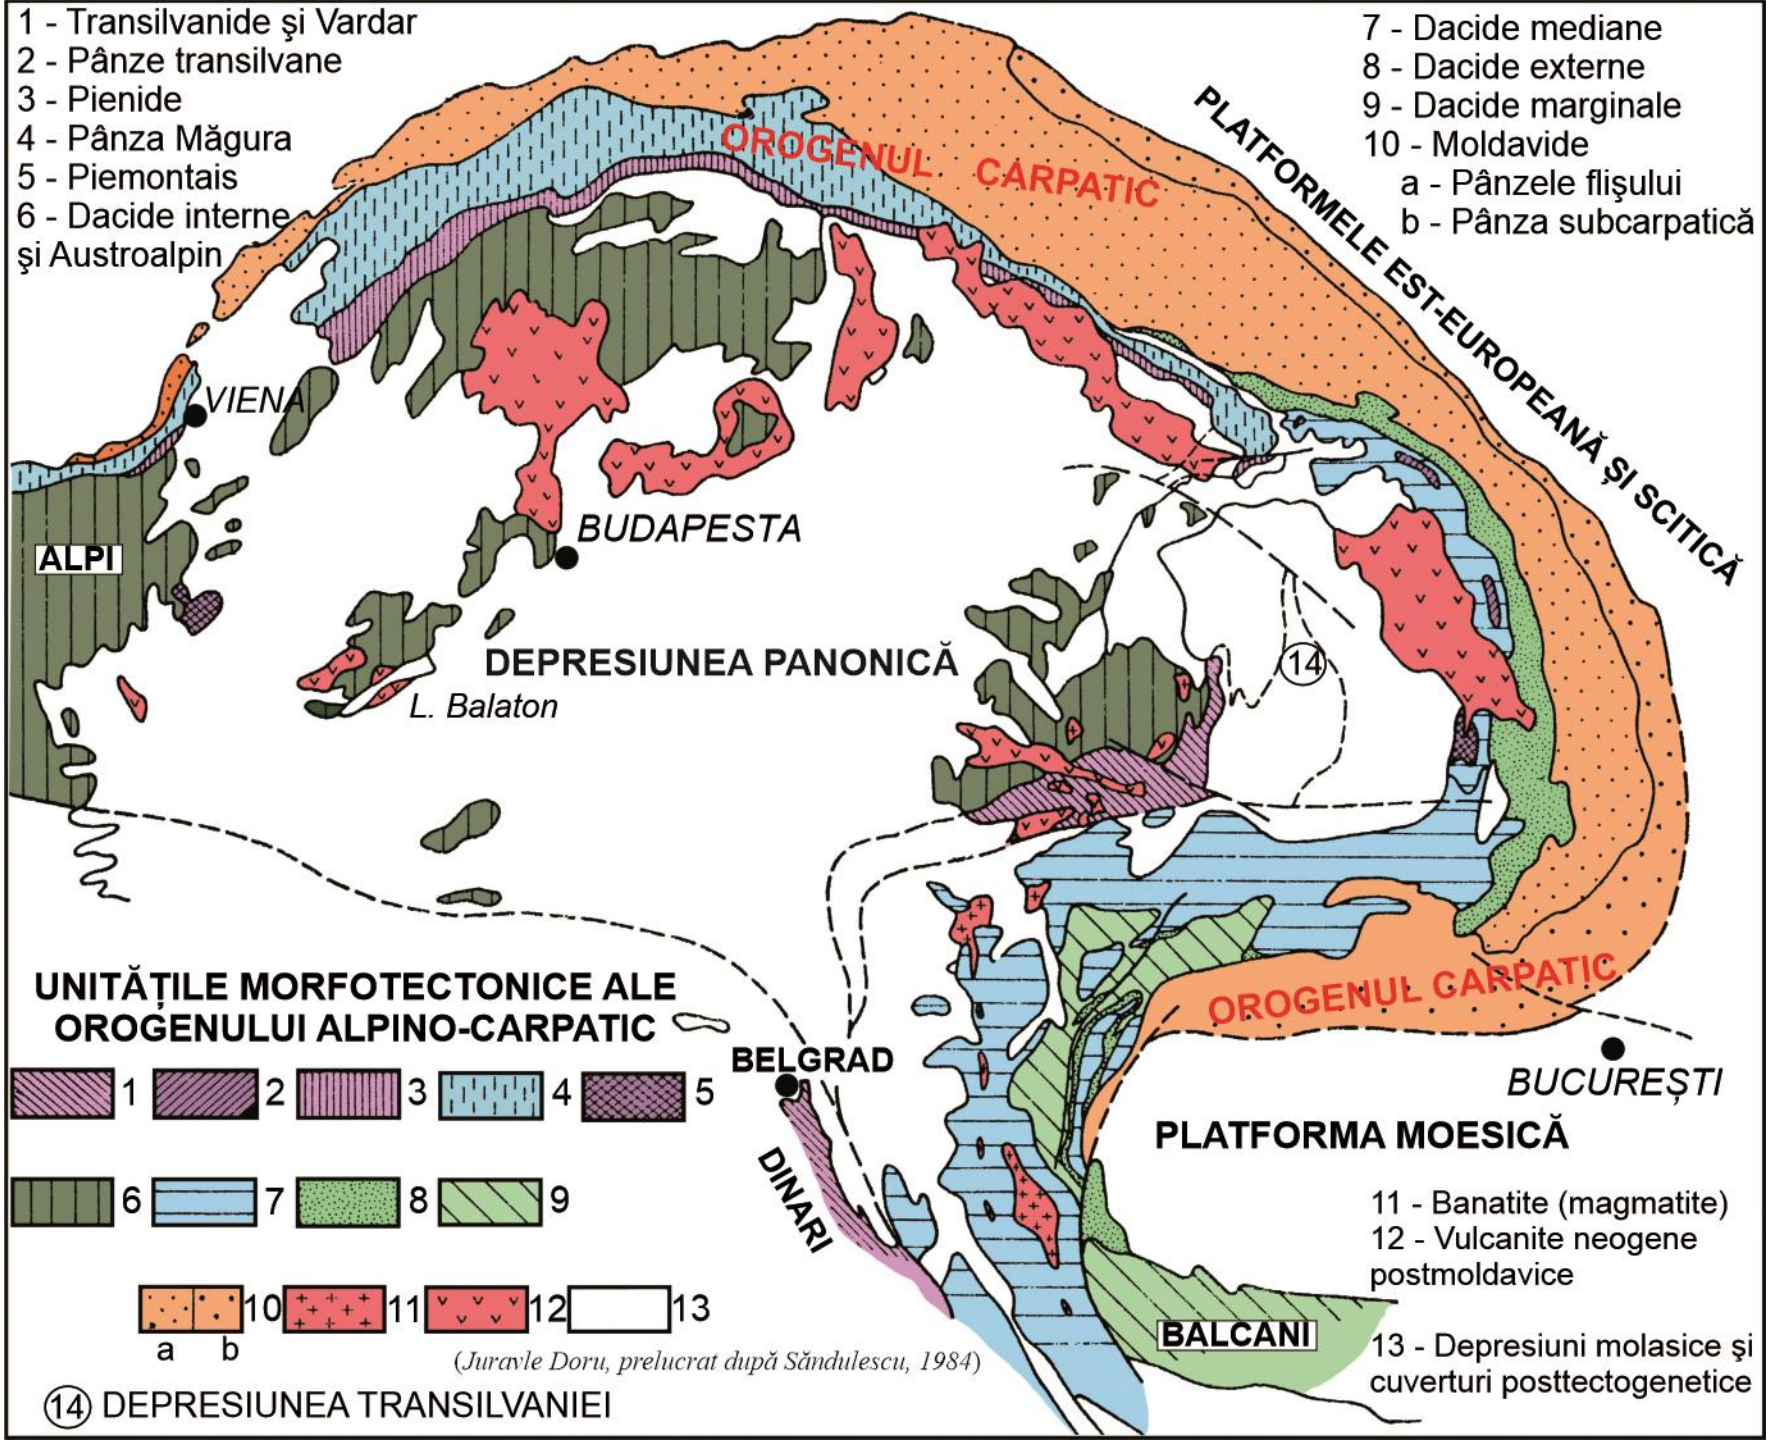 1 - Transilvanide şi Vardar
2 - Pânze transilvane
3 - Pienide
4 - Pânza Măgura
5 - Piemontais
6 - Dacide interne
şi Austroalpin
7 - Dacide mediane
8 - Dacide externe
9 - Dacide marginale
10 - Moldavide
a - Pânzele flişului
b - Pânza subcarpatică
PLATFORMELE EST-EUROPEANĂ ŞI SCITICĂ
OROGENUL CARPATIC
VIENA
ALPI
BUDAPESTA
DEPRESIUNEA PANONICĂ
L. Balaton
14
OROGENUL CARPATIC
UNITĂȚILE MORFOTECTONICE ALE
OROGENULUI ALPINO-CARPATIC
BELGRAD
BUCUREȘTI
PLATFORMA MOESICĂ
DINARI
BALCANI
1 2 3 4 5
6 7 8 9
10 11 12 13
a b
11 - Banatite (magmatite)
12 - Vulcanite neogene
postmoldavice
13 - Depresiuni molasice şi
cuverturi posttectogenetice
(Juravle Doru, prelucrat după Săndulescu, 1984)
14 DEPRESIUNEA TRANSILVANIEI